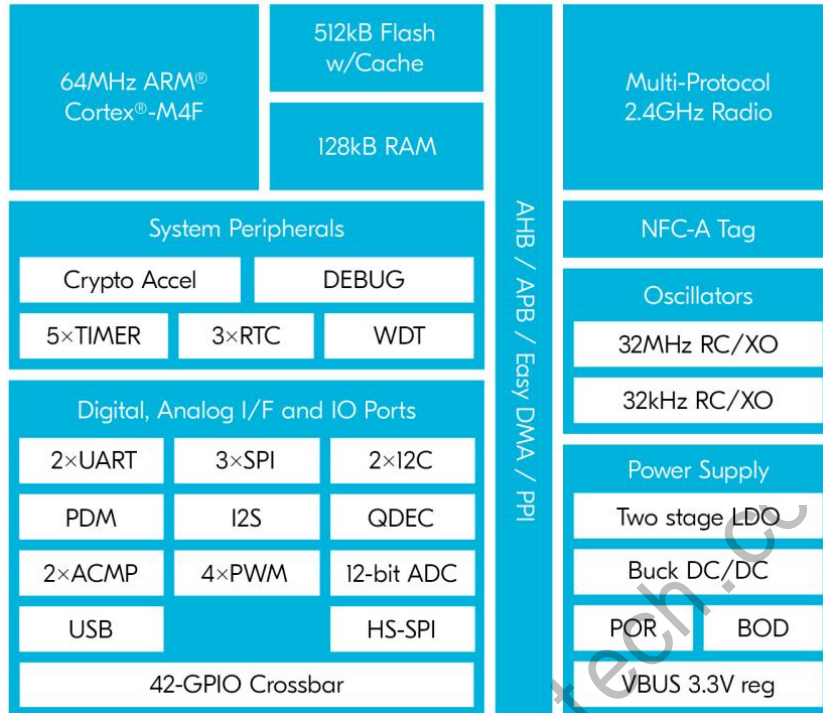 64MHz ARM®
Cortex®-M4F
512kB Flash
w/Cache
128kB RAM
System Peripherals
Crypto Accel
DEBUG
5×TIMER
3×RTC
WDT
Digital, Analog I/F and IO Ports
2×UART
3×SPI
2×I2C
PDM
I2S
QDEC
2×ACMP
4×PWM
12-bit ADC
USB
HS-SPI
42-GPIO Crossbar
AHB / APB / Easy DMA / PPI
Multi-Protocol
2.4GHz Radio
NFC-A Tag
Oscillators
32MHz RC/XO
32kHz RC/XO
Power Supply
Two stage LDO
Buck DC/DC
POR
BOD
VBUS 3.3V reg